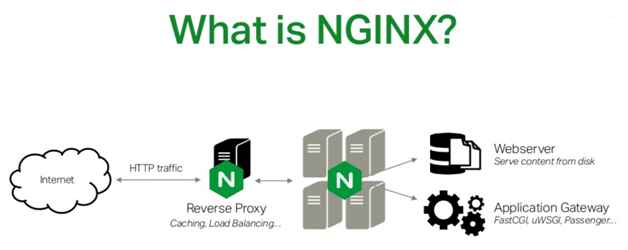 What is NGINX?
Internet
HTTP traffic
N
Reverse Proxy
Caching, Load Balancing...
N
Webserver
Serve content from disk
Application Gateway
FastCGI, uWSGI, Passenger...